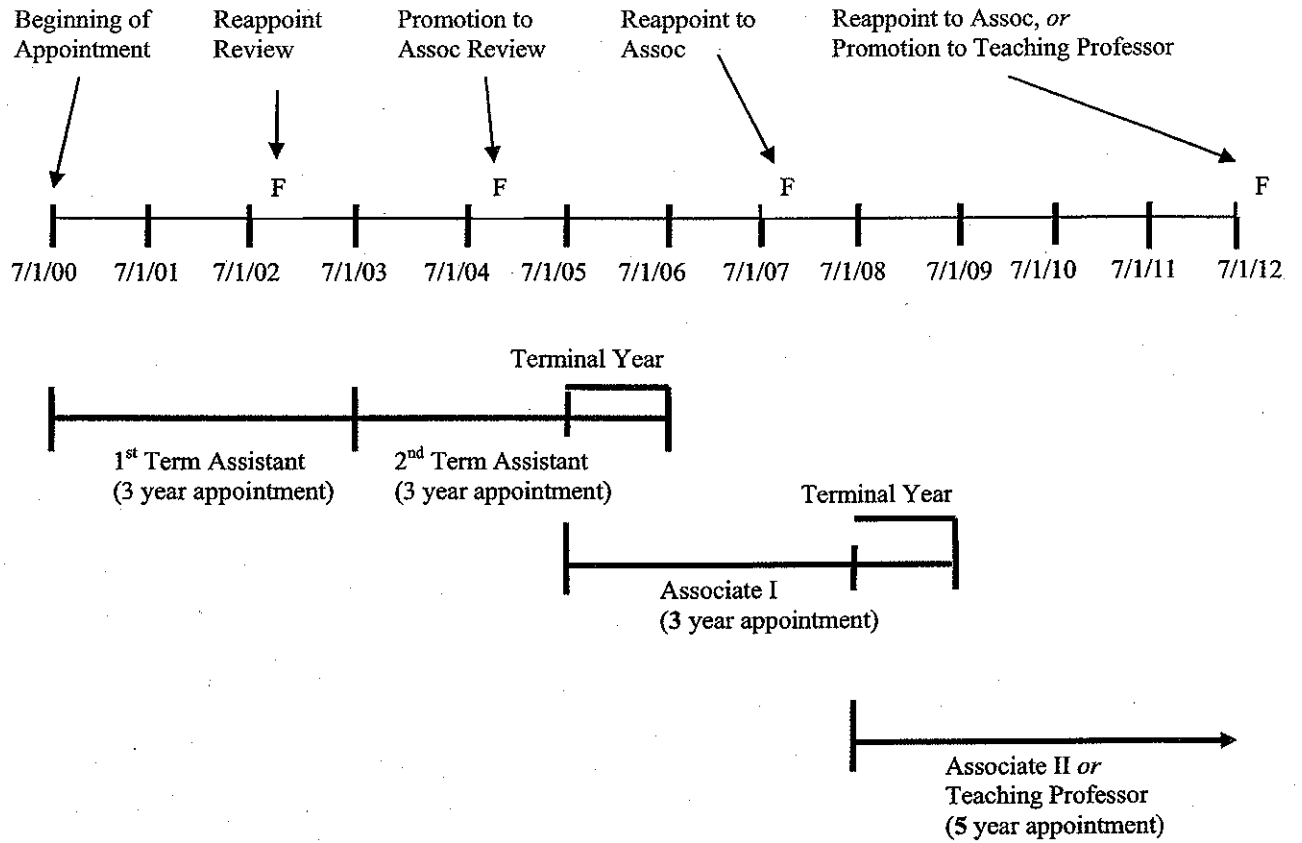 Beginning of
Appointment
Reappoint
Review
Promotion to
Assoc Review
Reappoint to
Assoc
Reappoint to Assoc, or
Promotion to Teaching Professor
F
F
F
F
7/1/00
7/1/01
7/1/02
7/1/03
7/1/04
7/1/05
7/1/06
7/1/07
7/1/08
7/1/09
7/1/10
7/1/11
7/1/12
Terminal Year
1st Term Assistant
(3 year appointment)
2nd Term Assistant
(3 year appointment)
Terminal Year
Associate I
(3 year appointment)
Associate II or
Teaching Professor
(5 year appointment)